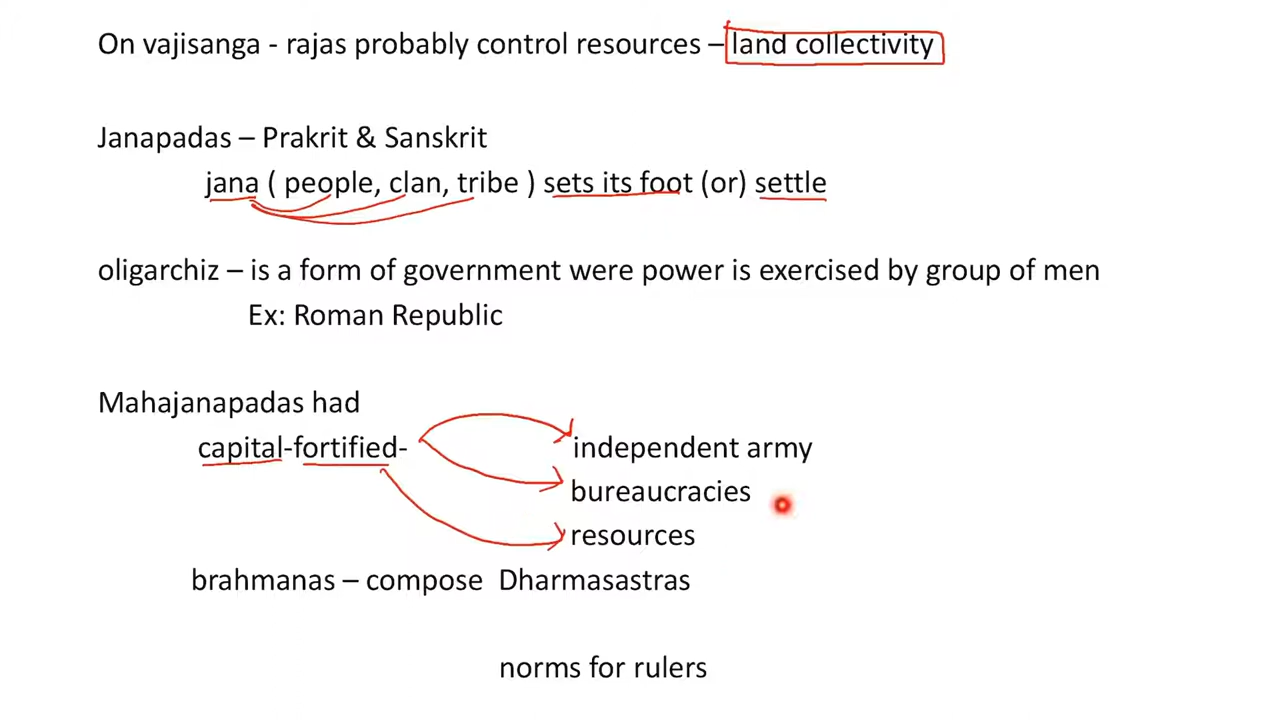 On vajisanga - rajas probably control resources – land collectivity
Janapadas – Prakrit & Sanskrit
jana ( people, clan, tribe ) sets its foot (or) settle
oligarchiz – is a form of government were power is exercised by group of men
Ex: Roman Republic
Mahajanapadas had
capital-fortified- independent army
bureaucracies
resources
brahmanas – compose Dharmasastras
norms for rulers